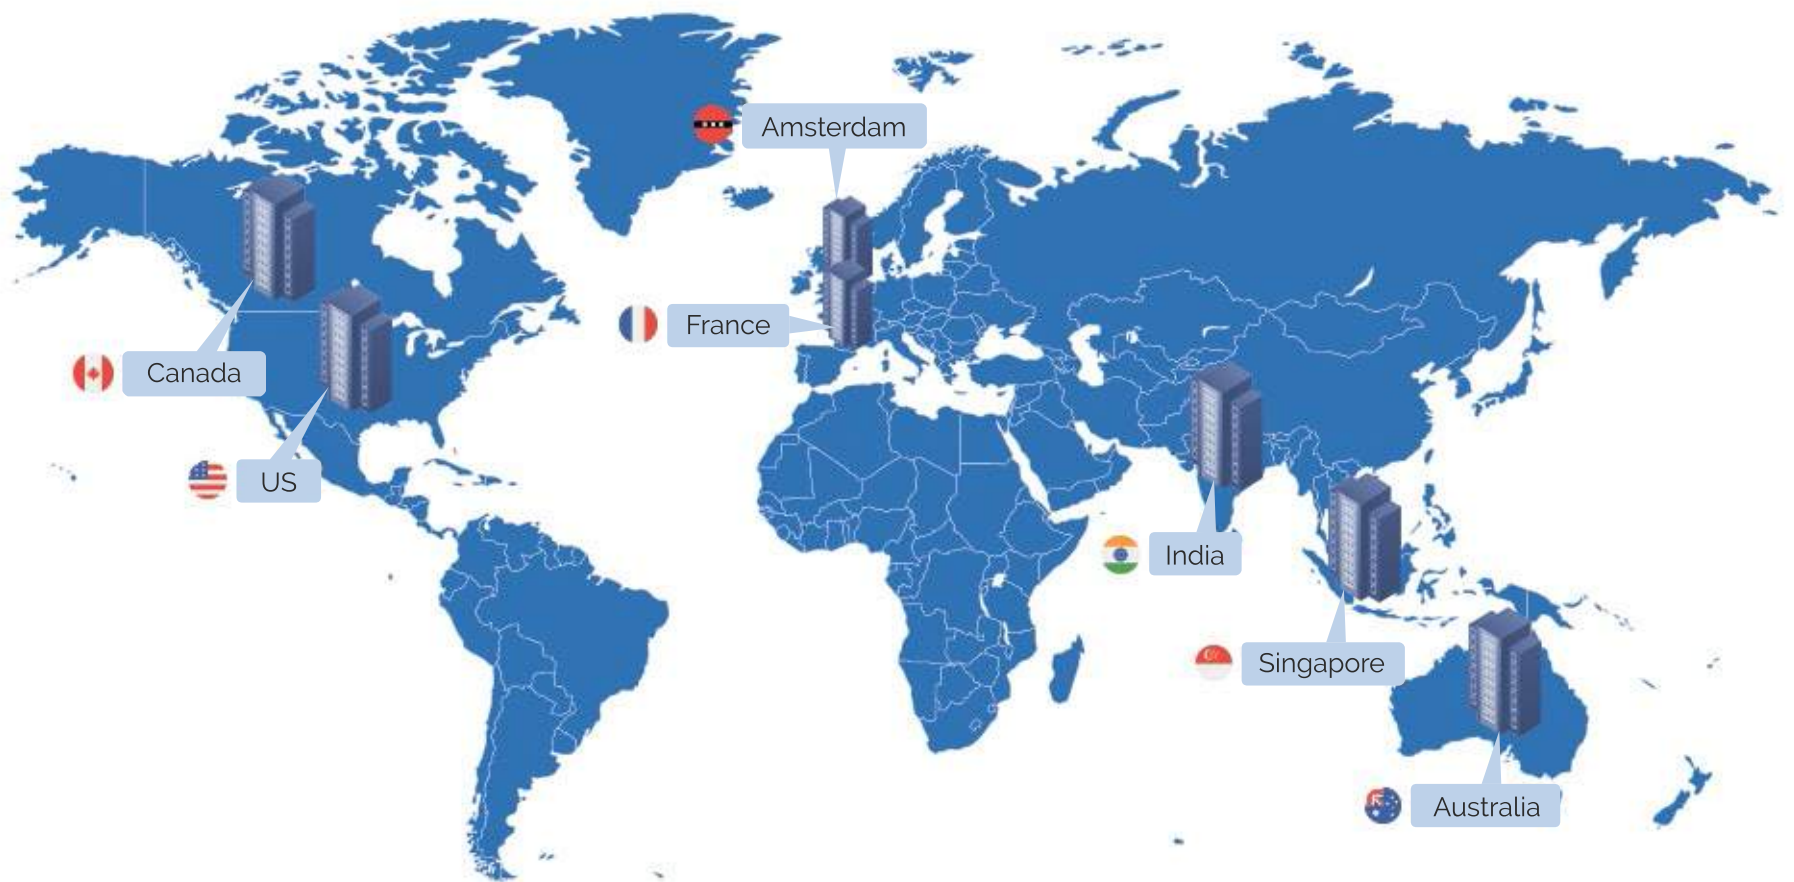 Amsterdam
France
Canada
US
India
Singapore
Australia